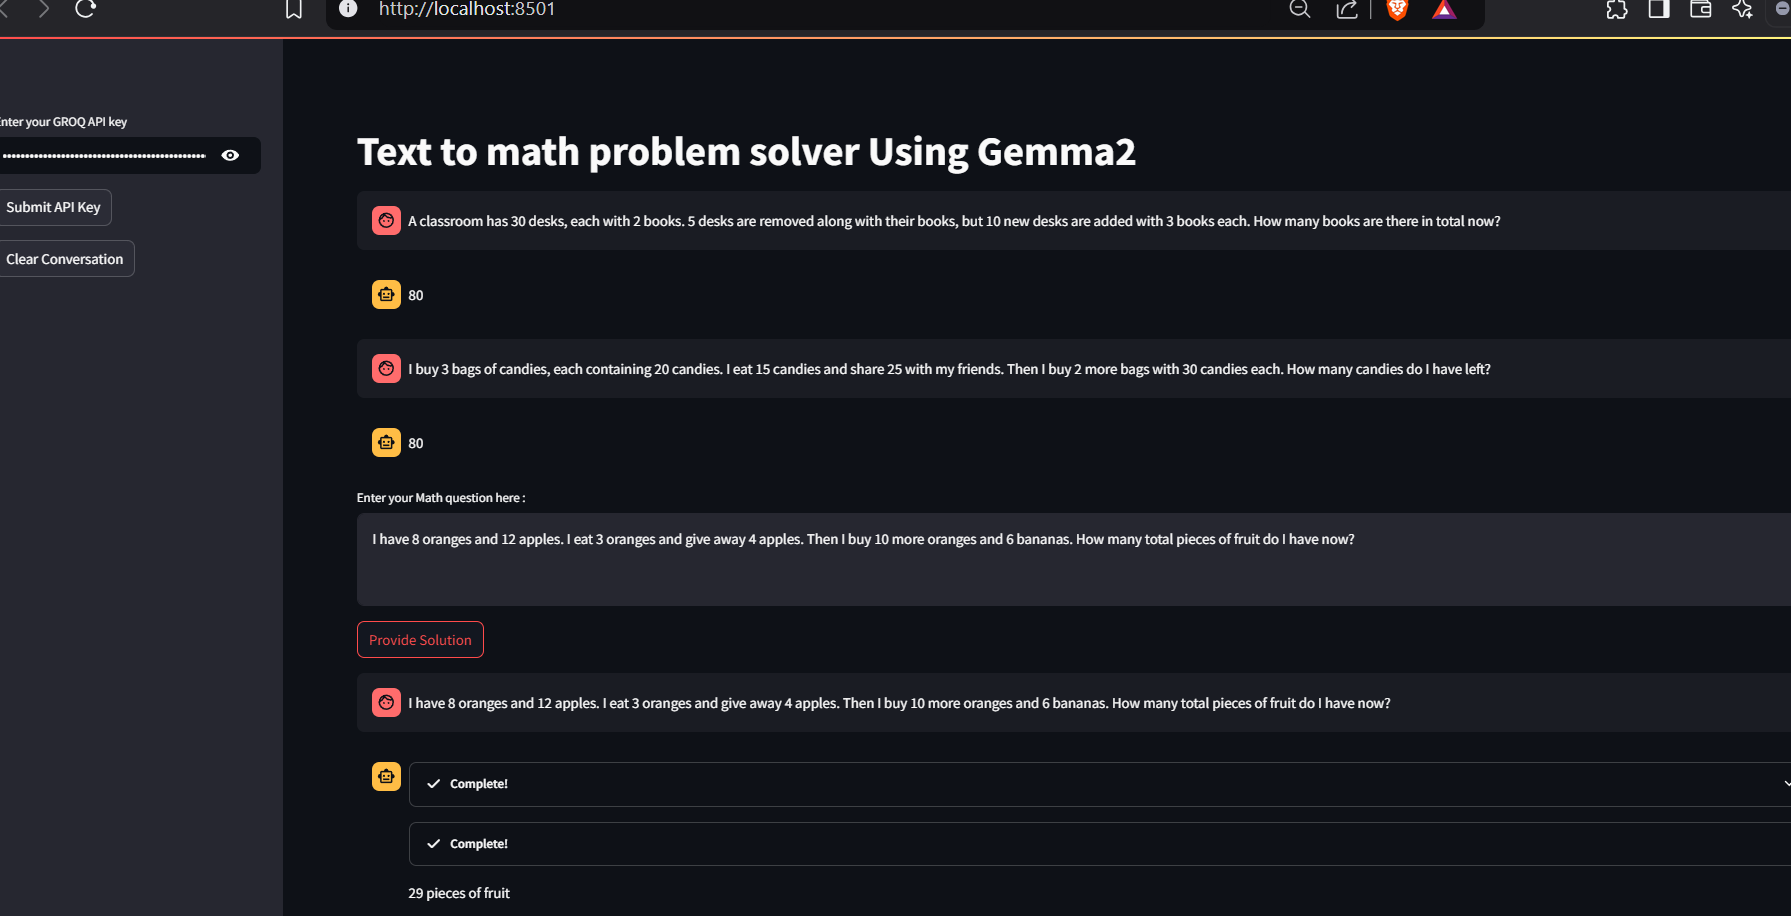 http://localhost:8501
Enter your GROQ API key
Submit API Key
Clear Conversation
Text to math problem solver Using Gemma2
A classroom has 30 desks, each with 2 books. 5 desks are removed along with their books, but 10 new desks are added with 3 books each. How many books are there in total now?
80
I buy 3 bags of candies, each containing 20 candies. I eat 15 candies and share 25 with my friends. Then I buy 2 more bags with 30 candies each. How many candies do I have left?
80
Enter your Math question here :
I have 8 oranges and 12 apples. I eat 3 oranges and give away 4 apples. Then I buy 10 more oranges and 6 bananas. How many total pieces of fruit do I have now?
Provide Solution
I have 8 oranges and 12 apples. I eat 3 oranges and give away 4 apples. Then I buy 10 more oranges and 6 bananas. How many total pieces of fruit do I have now?
Complete!
Complete!
29 pieces of fruit